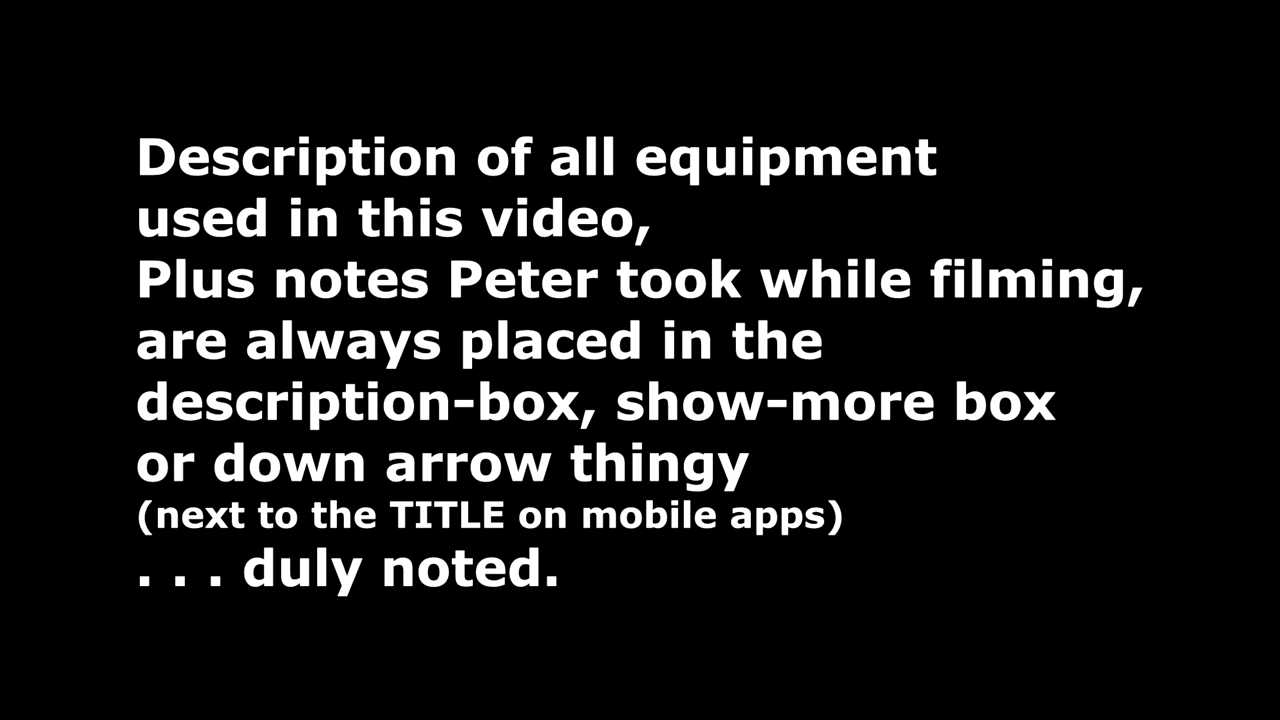 Description of all equipment
used in this video,
Plus notes Peter took while filming,
are always placed in the
description-box, show-more box
or down arrow thingy
(next to the TITLE on mobile apps)
. . . duly noted.